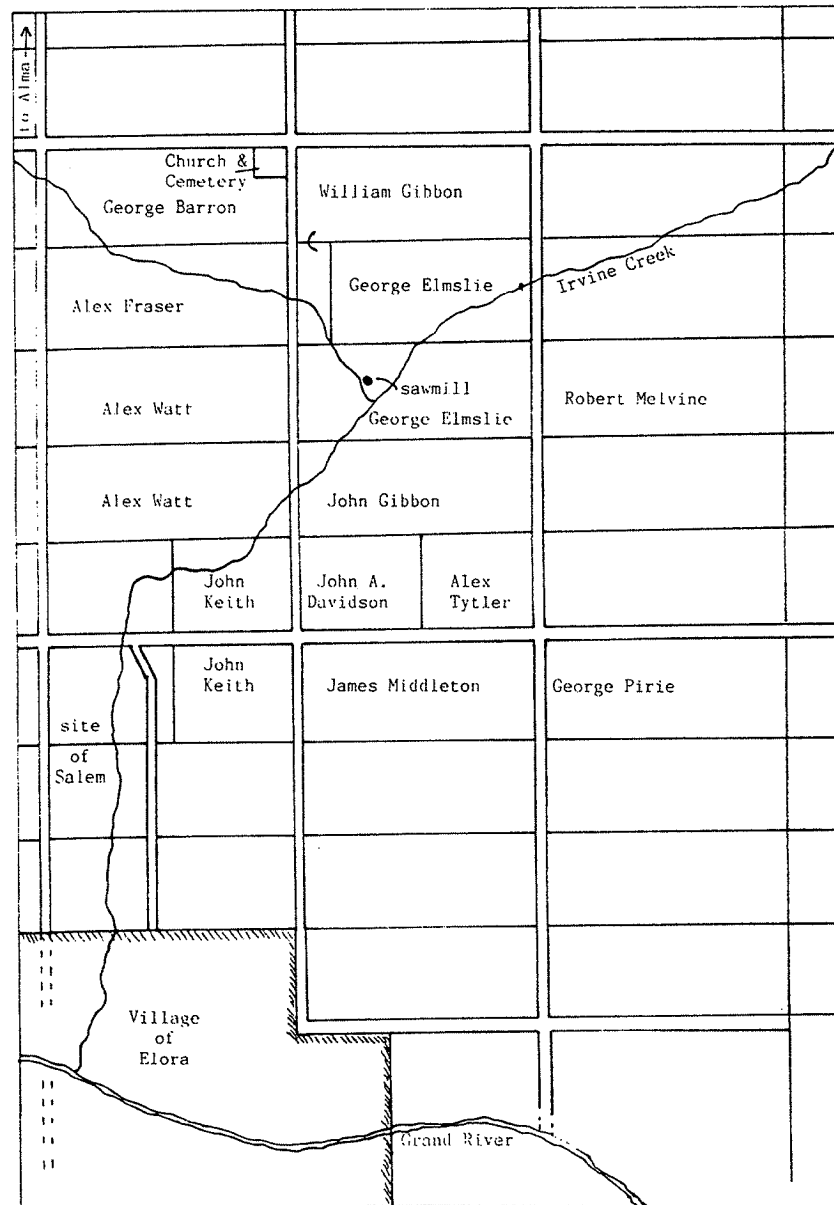 to Alma
Church &
Cemetery
George Barron
William Gibbon
Alex Fraser
George Elmslie
Irvine Creek
sawmill
Alex Watt
George Elmslie
Robert Melvine
Alex Watt
John Gibbon
John
Keith
John A.
Davidson
Alex
Tytler
John
Keith
James Middleton
George Pirie
site
of
Salem
Village
of
Elora
Grand River